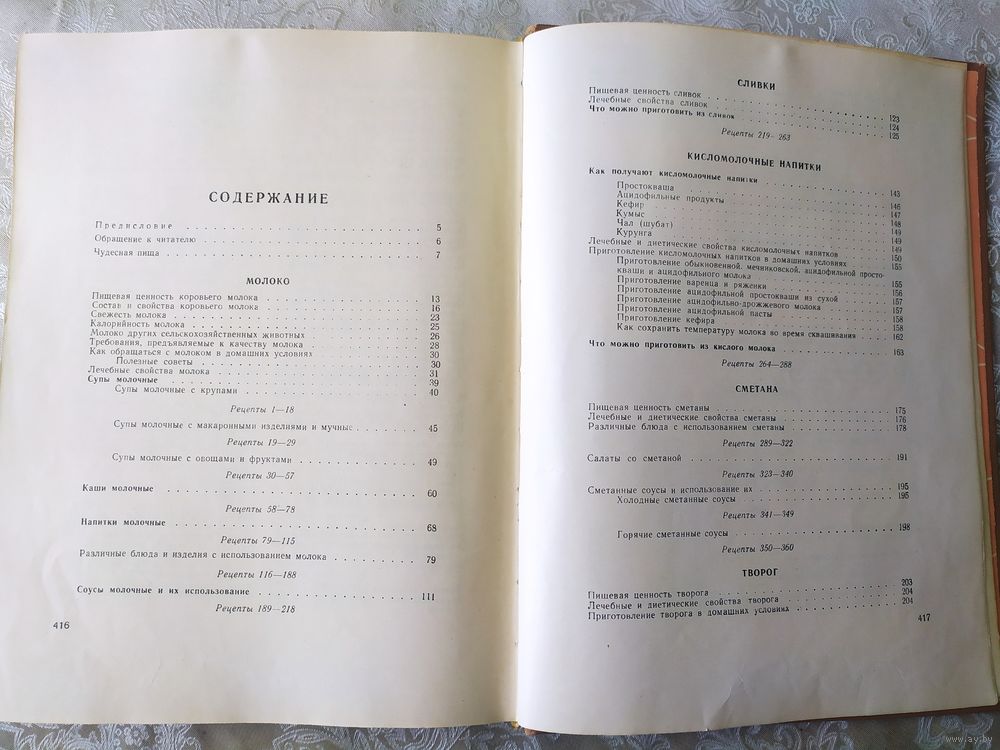 СОДЕРЖАНИЕ
Предисловие . . . 5
Обращение к читателю . . . 6
Чудесная пища . . . 7
МОЛОКО
Пищевая ценность коровьего молока . . . 13
Состав и свойства коровьего молока . . . 16
Свежесть молока . . . 23
Калорийность молока . . . 25
Молоко других сельскохозяйственных животных . . . 26
Требования, предъявляемые к качеству молока . . . 28
Как обращаться с молоком в домашних условиях . . . 30
Полезные советы . . . 30
Лечебные свойства молока . . . 31
Супы молочные . . . 39
Супы молочные с крупами . . . 40
Рецепты 1—18
Супы молочные с макаронными изделиями и мучные . . . 45
Рецепты 19—29
Супы молочные с овощами и фруктами . . . 49
Рецепты 30—57
Каши молочные . . . 60
Рецепты 58—78
Напитки молочные . . . 68
Рецепты 79—115
Различные блюда и изделия с использованием молока . . . 79
Рецепты 116—188
Соусы молочные и их использование . . . 111
Рецепты 189—218
416
СЛИВКИ
Пищевая ценность сливок . . . 123
Лечебные свойства сливок . . . 124
Что можно приготовить из сливок . . . 125
Рецепты 219—263
КИСЛОМОЛОЧНЫЕ НАПИТКИ
Как получают кисломолочные напитки . . . 143
Простокваша . . . 146
Ацидофильные продукты . . . 147
Кефир . . . 148
Кумыс . . . 149
Чал (шубат) . . . 149
Курунга . . . 149
Лечебные и диетические свойства кисломолочных напитков . . . 150
Приготовление кисломолочных напитков в домашних условиях . . . 155
Приготовление обыкновенной, мечниковской, ацидофильной просто-
кваши и ацидофильного молока . . . 155
Приготовление варенца и ряженки . . . 156
Приготовление ацидофильной простокваши из сухой . . . 157
Приготовление ацидофильно-дрожжевого молока . . . 157
Приготовление ацидофильной пасты . . . 158
Приготовление кефира . . . 158
Как сохранить температуру молока во время сквашивания . . . 162
Что можно приготовить из кислого молока . . . 163
Рецепты 264—288
СМЕТАНА
Пищевая ценность сметаны . . . 175
Лечебные и диетические свойства сметаны . . . 176
Различные блюда с использованием сметаны . . . 178
Рецепты 289—322
Салаты со сметаной . . . 191
Рецепты 323—340
Сметанные соусы и использование их . . . 195
Холодные сметанные соусы . . . 195
Рецепты 341—349
Горячие сметанные соусы . . . 198
Рецепты 350—360
ТВОРОГ
Пищевая ценность творога . . . 203
Лечебные и диетические свойства творога . . . 204
Приготовление творога в домашних условиях . . . 204
417
www.ay.by